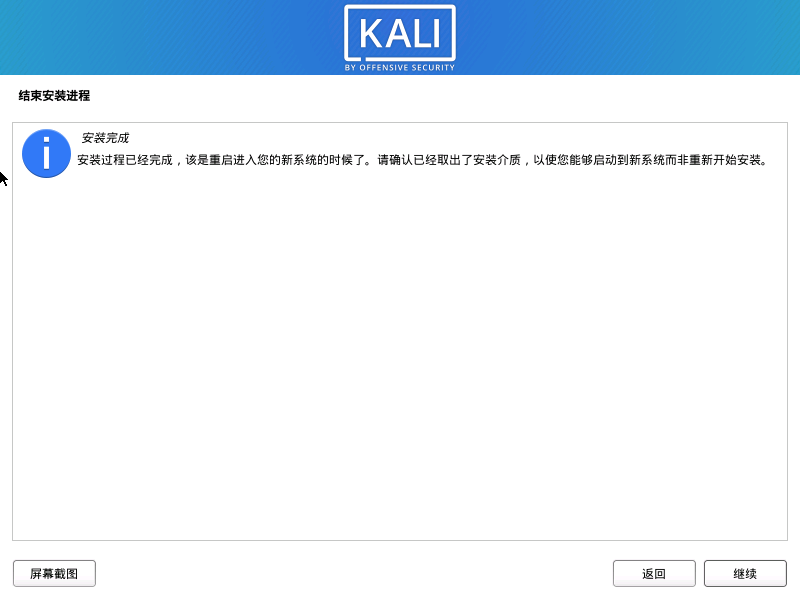 KALI
BY OFFENSIVE SECURITY
结束安装进程
安装完成
安装过程已经完成，该是重启进入您的新系统的时候了。请确认已经取出了安装介质，以使您能够启动到新系统而非重新开始安装。
屏幕截图
返回
继续